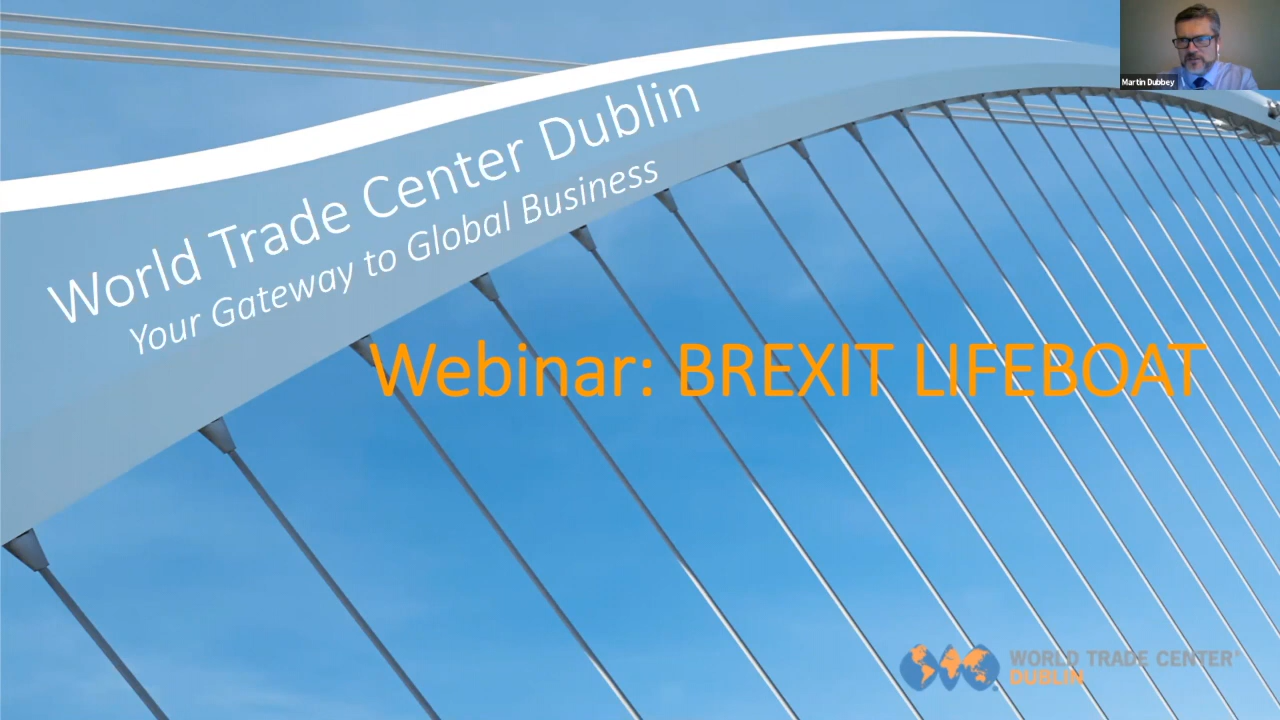 Martin Dubbey
World Trade Center Dublin
Your Gateway to Global Business
Webinar: BREXIT LIFEBOAT
WORLD TRADE CENTER®
DUBLIN